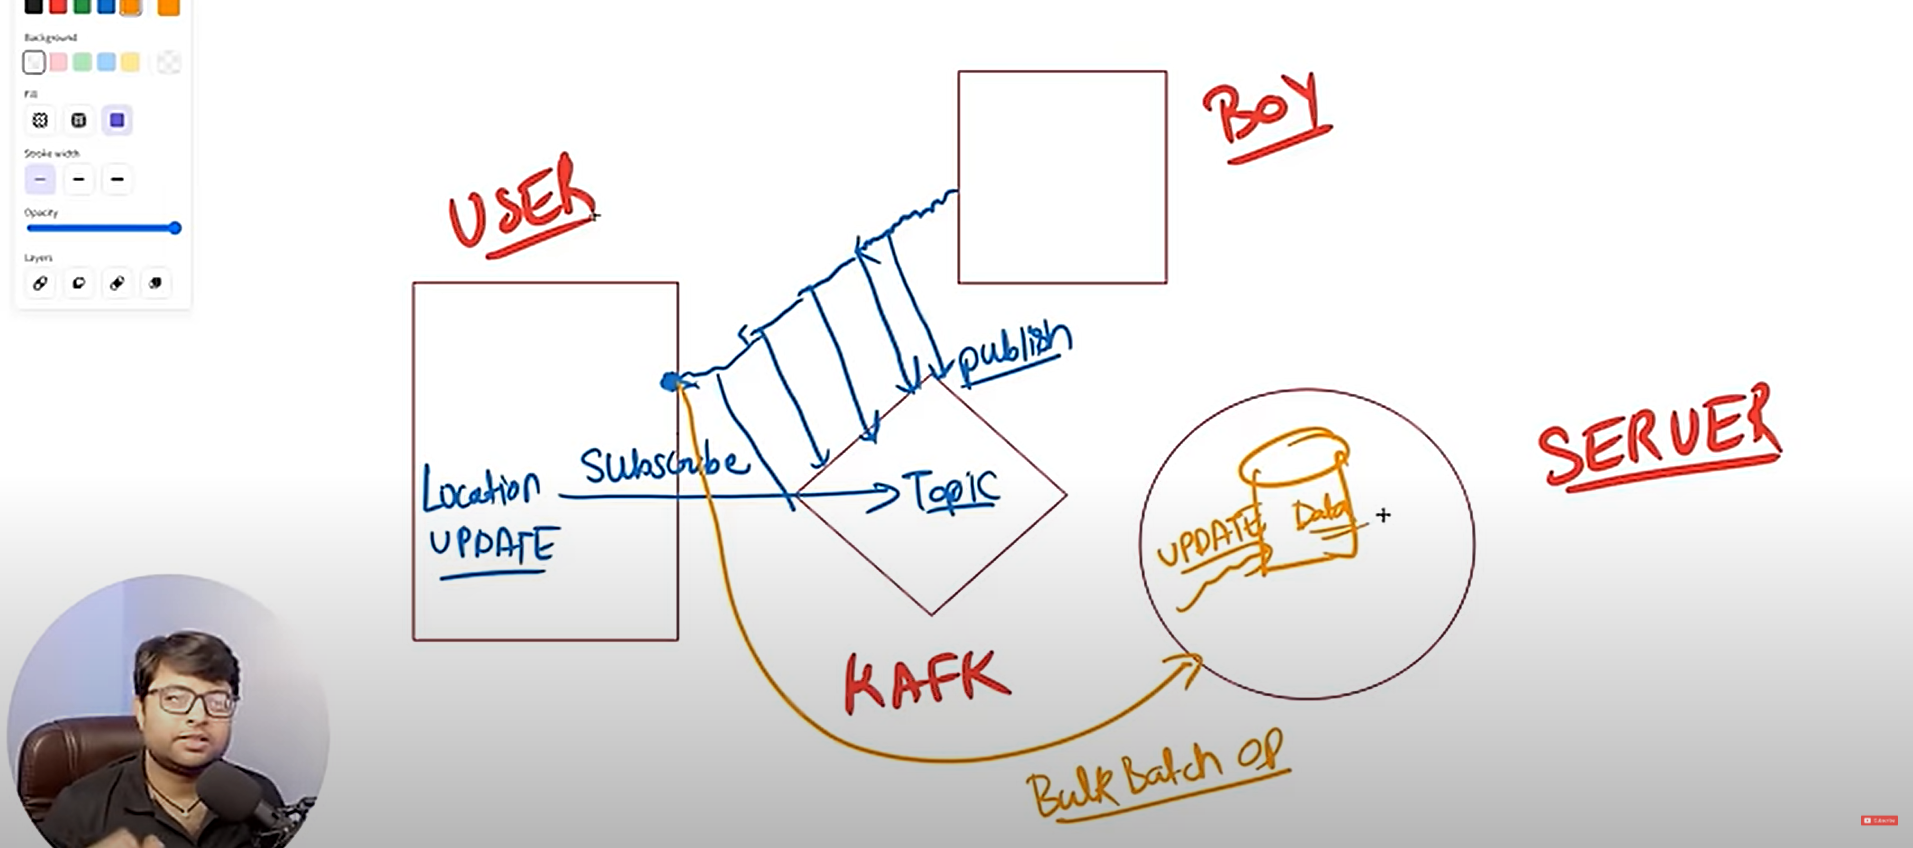 Background
Fill
Stroke width
Opacity
Layers
USER
BOY
publish
Subscribe
Location
UPDATE
Topic
SERVER
UPDATE
Data
KAFK
Bulk Batch OP
Subscribe